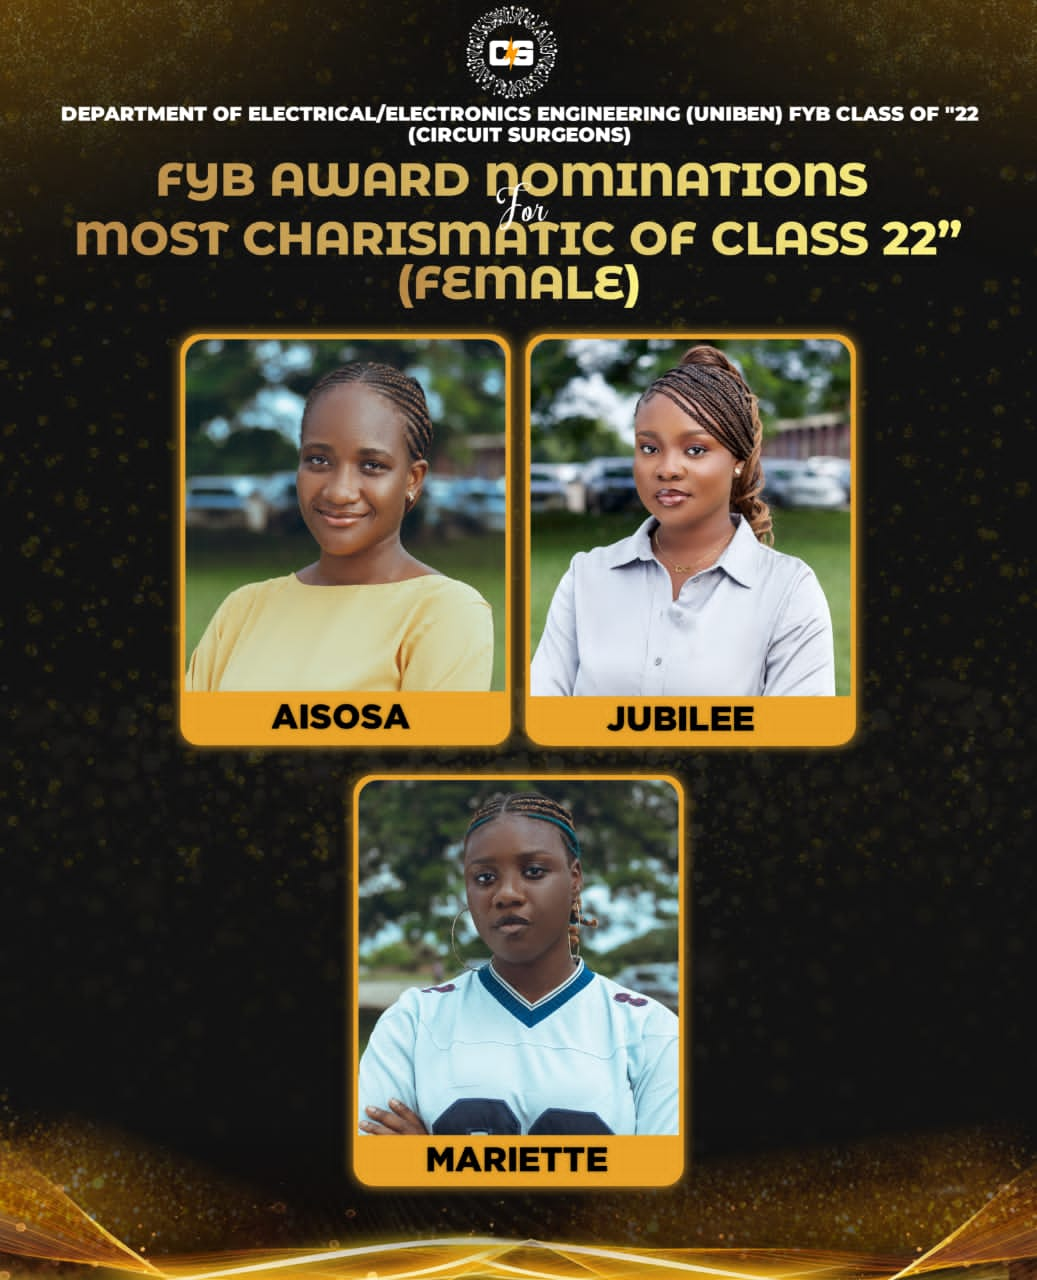 CS
DEPARTMENT OF ELECTRICAL/ELECTRONICS ENGINEERING (UNIBEN) FYB CLASS OF "22
(CIRCUIT SURGEONS)
FYB AWARD NOMINATIONS
For
MOST CHARISMATIC OF CLASS 22”
(FEMALE)
AISOSA
JUBILEE
MARIETTE